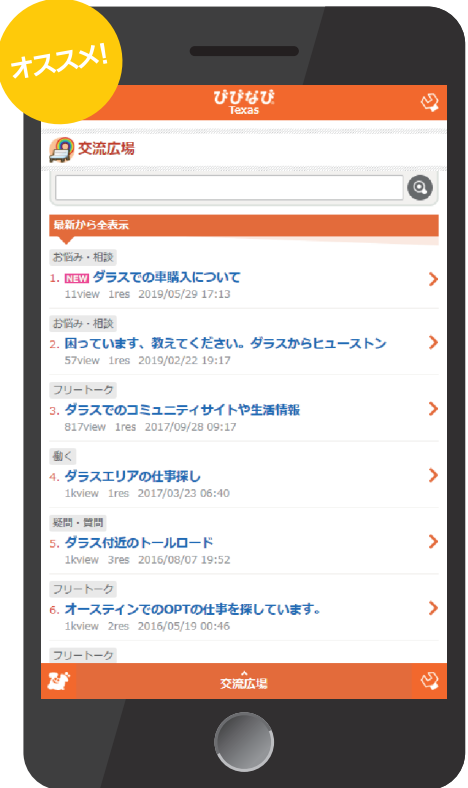 オススメ!
びびなび
Texas
交流広場
最新から全表示
お悩み・相談
1. NEW ダラスでの車購入について
11view 1res 2019/05/29 17:13
お悩み・相談
2. 困っています、教えてください。ダラスからヒューストン
57view 1res 2019/02/22 19:17
フリートーク
3. ダラスでのコミュニティサイトや生活情報
817view 1res 2017/09/28 09:17
働く
4. ダラスエリアの仕事探し
1kview 1res 2017/03/23 06:40
疑問・質問
5. ダラス付近のトールロード
1kview 3res 2016/08/07 19:52
フリートーク
6. オースティンでのOPTの仕事を探しています。
1kview 2res 2016/05/19 00:46
フリートーク
交流広場